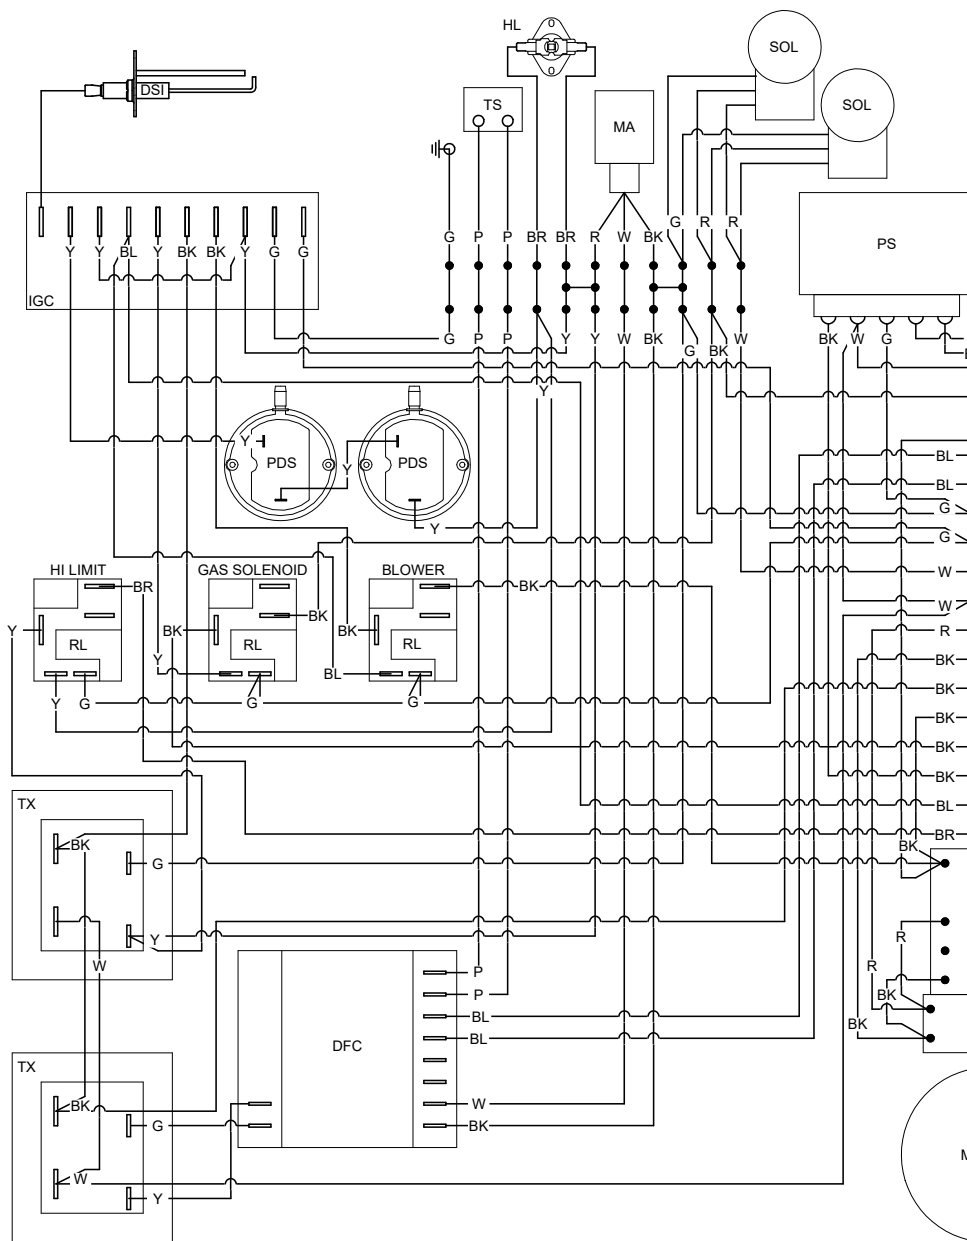 HL
SOL
DSI
TS
SOL
MA
G P P BR BR R W BK G R R
PS
Y Y BL Y BK BK Y G G
IGC
G P P Y Y W BK G BK W
BK W G
Y
Y PDS PDS
Y
Y
BL
BL
G
G
HI LIMIT GAS SOLENOID BLOWER
BR BK
W
BK
W
Y BK BK R
RL RL RL
Y BK
BL
BK
Y G G G
BK
BK
BK
TX BL
BR
BK BK
G
R
Y
W R
P
P BK
BL
BK
DFC
BL
TX
BK W
G BK
M
W
Y